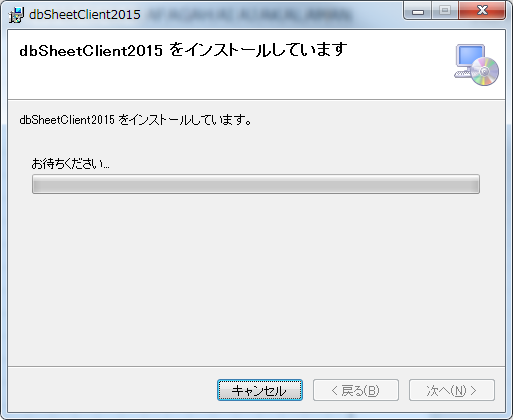 dbSheetClient2015
dbSheetClient2015 をインストールしています
dbSheetClient2015 をインストールしています。
お待ちください...
キャンセル
< 戻る(B)
次へ(N) >